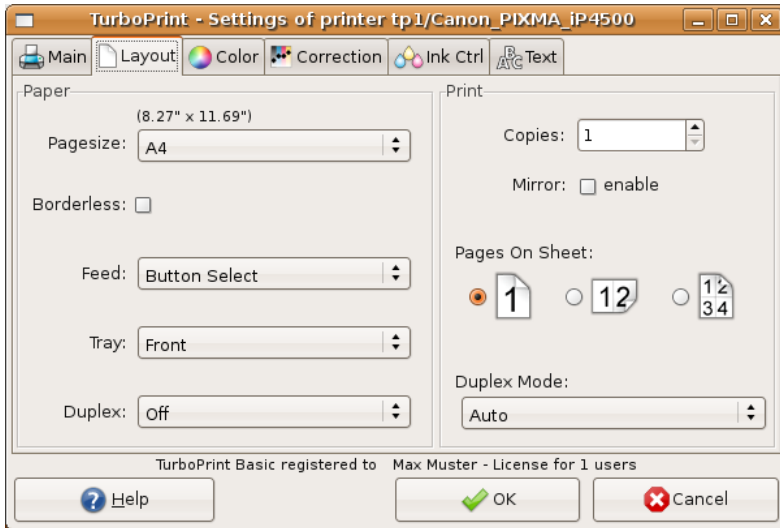 TurboPrint - Settings of printer tp1/Canon_PIXMA_iP4500
Main Layout Color Correction Ink Ctrl ABC Text
Paper
(8.27" x 11.69")
Pagesize: A4
Borderless:
Feed: Button Select
Tray: Front
Duplex: Off
Print
Copies: 1
Mirror: enable
Pages On Sheet:
1 12 12
34
Duplex Mode:
Auto
TurboPrint Basic registered to Max Muster - License for 1 users
Help OK Cancel